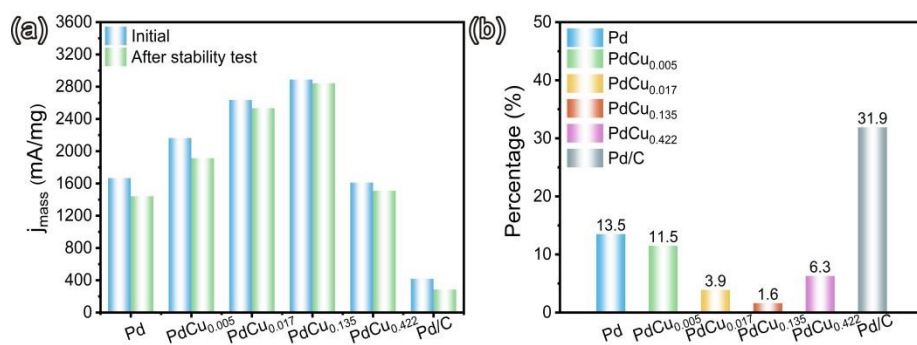 (a)
j_mass (mA/mg)
3600
3200
2800
2400
2000
1600
1200
800
400
0
Initial
After stability test
Pd
PdCu₀.₀₀₅
PdCu₀.₀₁₇
PdCu₀.₁₃₅
PdCu₀.₄₂₂
Pd/C
(b)
Percentage (%)
50
40
30
20
10
0
Pd
PdCu₀.₀₀₅
PdCu₀.₀₁₇
PdCu₀.₁₃₅
PdCu₀.₄₂₂
Pd/C
13.5
11.5
3.9
1.6
6.3
31.9
Pd
PdCu₀.₀₀₅
PdCu₀.₀₁₇
PdCu₀.₁₃₅
PdCu₀.₄₂₂
Pd/C